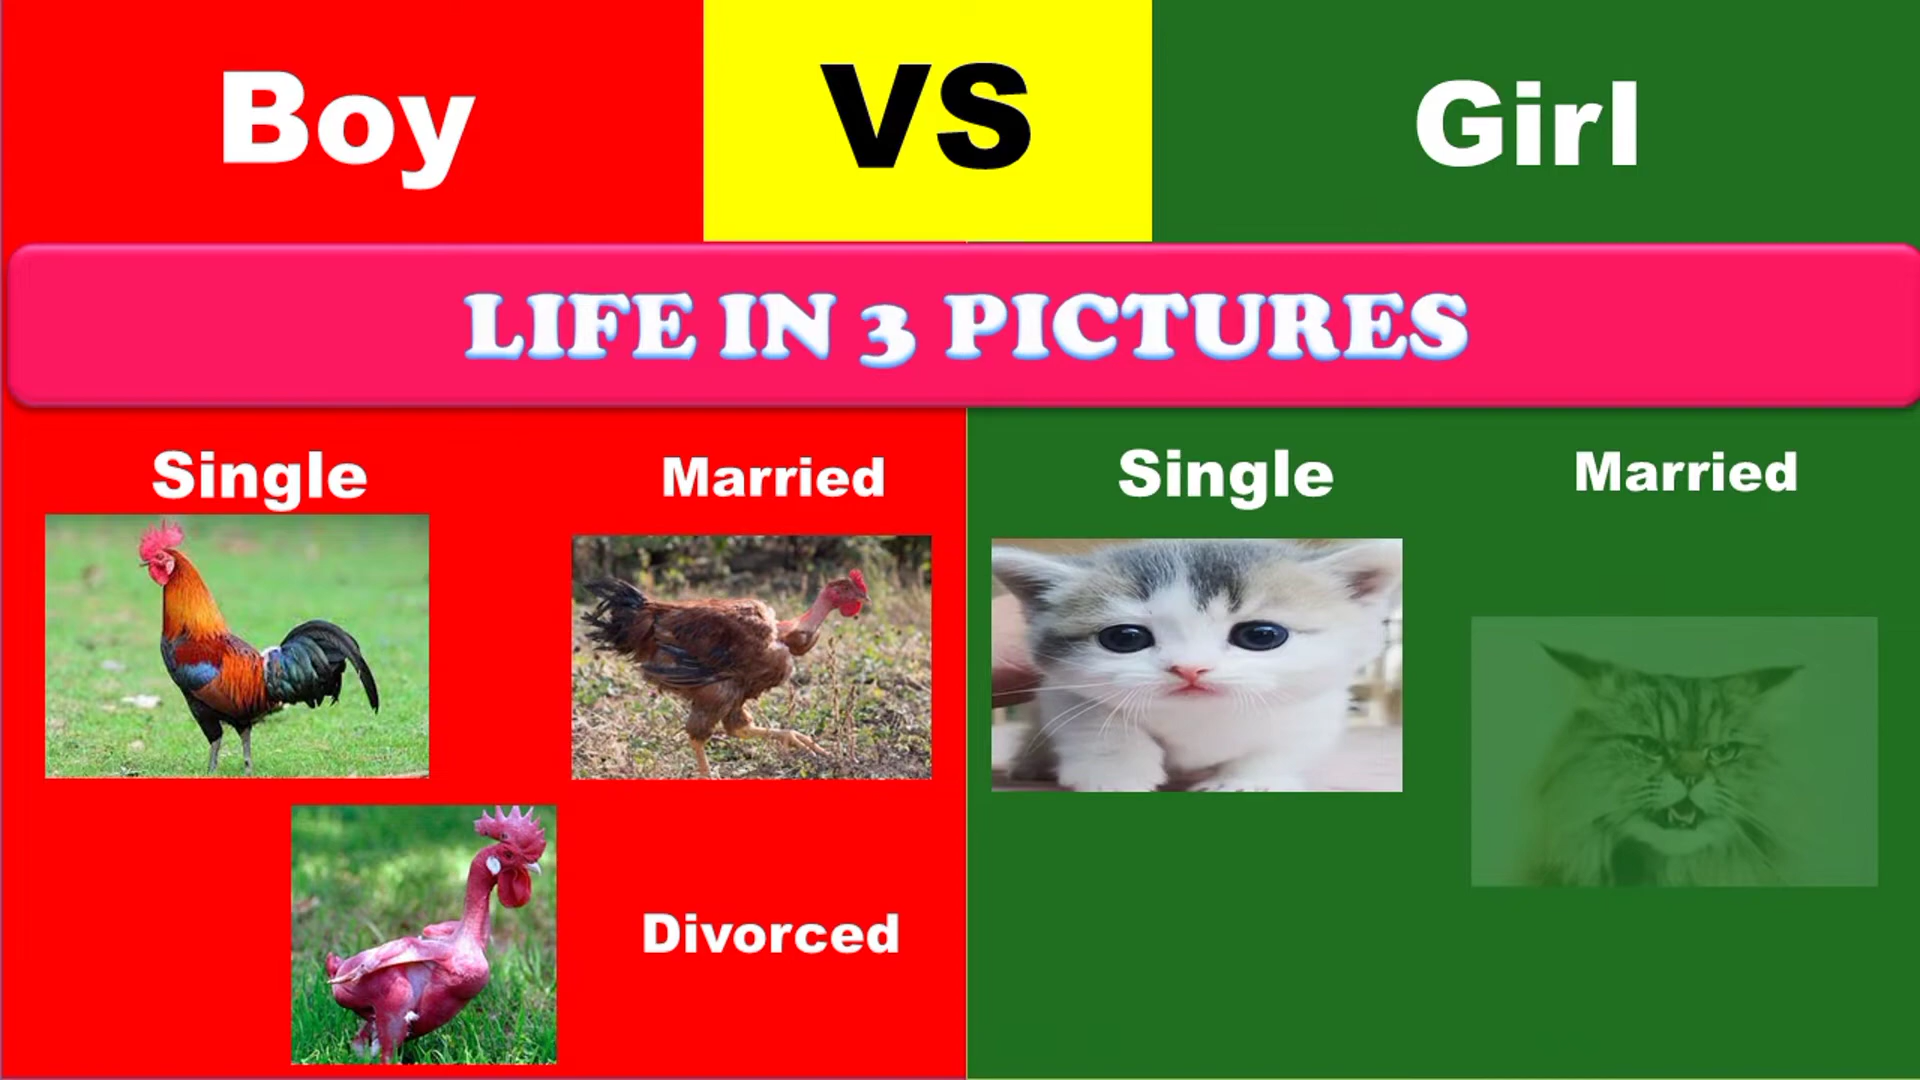 Boy
VS
Girl
LIFE IN 3 PICTURES
Single
Married
Single
Married
Divorced